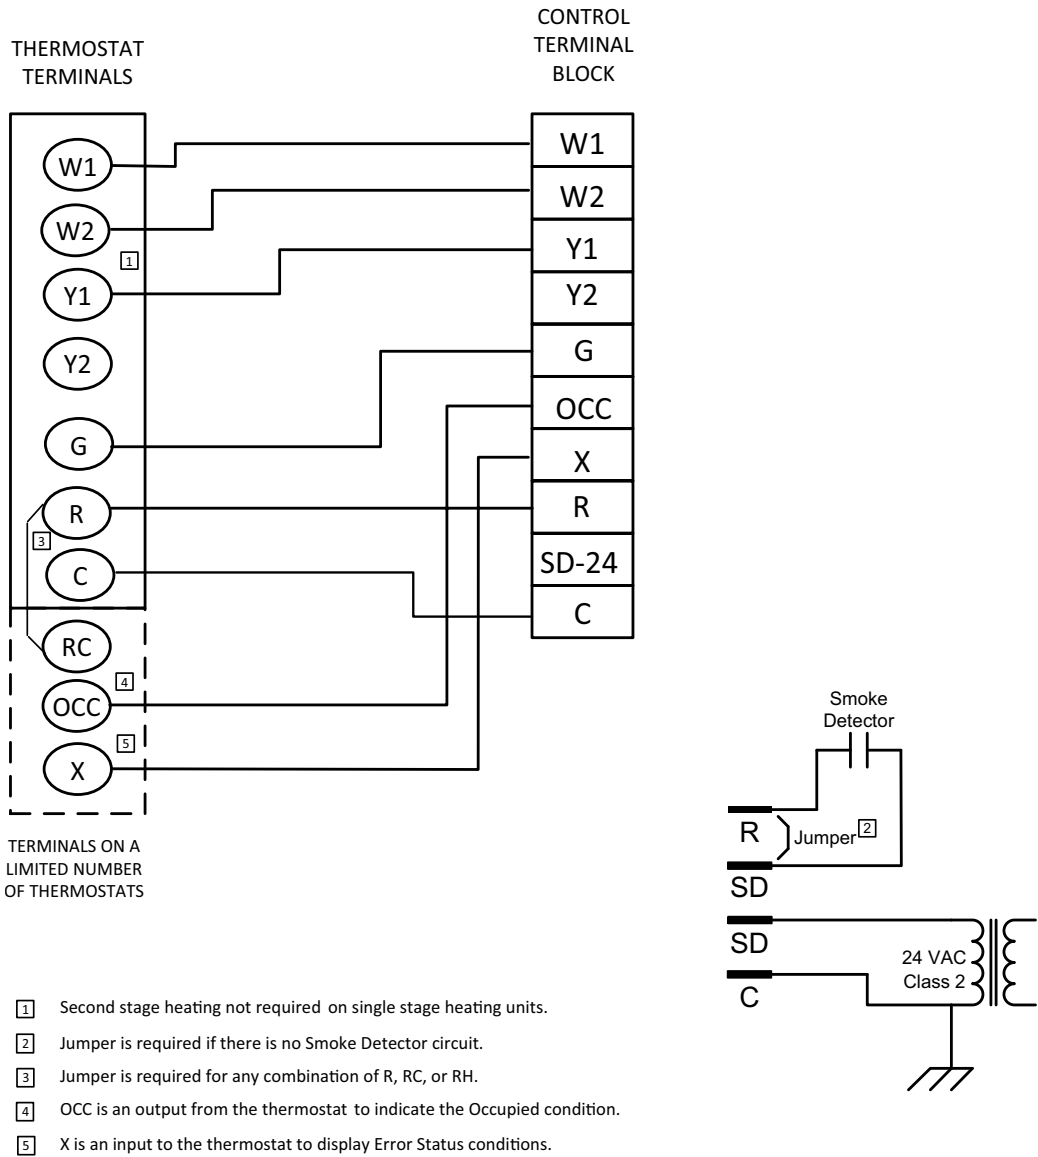 THERMOSTAT
TERMINALS
CONTROL
TERMINAL
BLOCK
W1
W2
1
Y1
Y2
G
R
3
C
RC
4
OCC
5
X
TERMINALS ON A
LIMITED NUMBER
OF THERMOSTATS
W1
W2
Y1
Y2
G
OCC
X
R
SD-24
C
Smoke
Detector
R
Jumper 2
SD
SD
24 VAC
Class 2
C
1 Second stage heating not required on single stage heating units.
2 Jumper is required if there is no Smoke Detector circuit.
3 Jumper is required for any combination of R, RC, or RH.
4 OCC is an output from the thermostat to indicate the Occupied condition.
5 X is an input to the thermostat to display Error Status conditions.